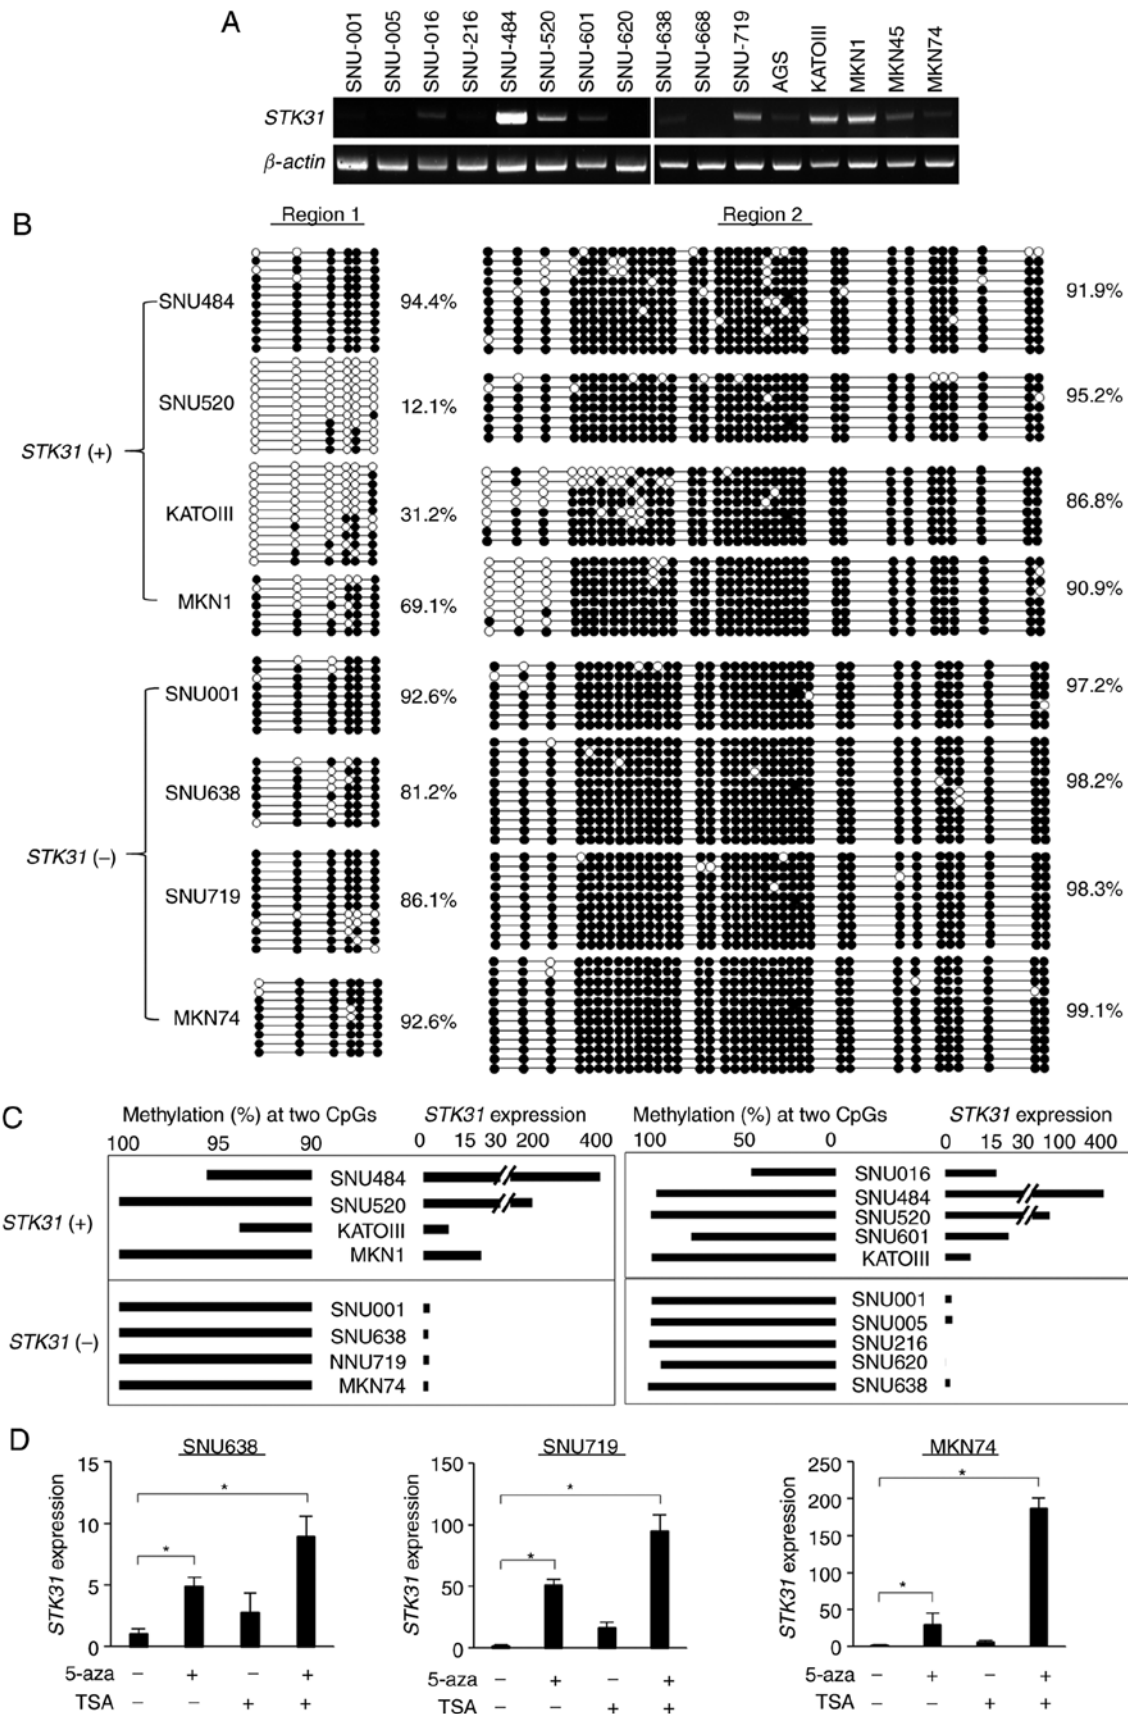 A
SNU-001 SNU-005 SNU-016 SNU-216 SNU-484 SNU-520 SNU-601 SNU-620 SNU-638 SNU-668 SNU-719 AGS KATOIII MKN1 MKN45 MKN74
STK31
β-actin
B
Region 1 Region 2
SNU484 94.4% 91.9%
SNU520 12.1% 95.2%
STK31 (+)
KATOIII 31.2% 86.8%
MKN1 69.1% 90.9%
SNU001 92.6% 97.2%
SNU638 81.2% 98.2%
STK31 (–)
SNU719 86.1% 98.3%
MKN74 92.6% 99.1%
C
Methylation (%) at two CpGs STK31 expression Methylation (%) at two CpGs STK31 expression
100 95 90 0 15 30 200 400 100 50 0 0 15 30 100 400
STK31 (+)
SNU484
SNU520
KATOIII
MKN1
SNU016
SNU484
SNU520
SNU601
KATOIII
STK31 (–)
SNU001
SNU638
NNU719
MKN74
SNU001
SNU005
SNU216
SNU620
SNU638
D
SNU638
STK31 expression
15
10
5
0
*
*
5-aza – + – +
TSA – – + +
SNU719
STK31 expression
150
100
50
0
*
*
5-aza – + – +
TSA – – + +
MKN74
STK31 expression
250
200
150
100
50
0
*
*
5-aza – + – +
TSA – – + +